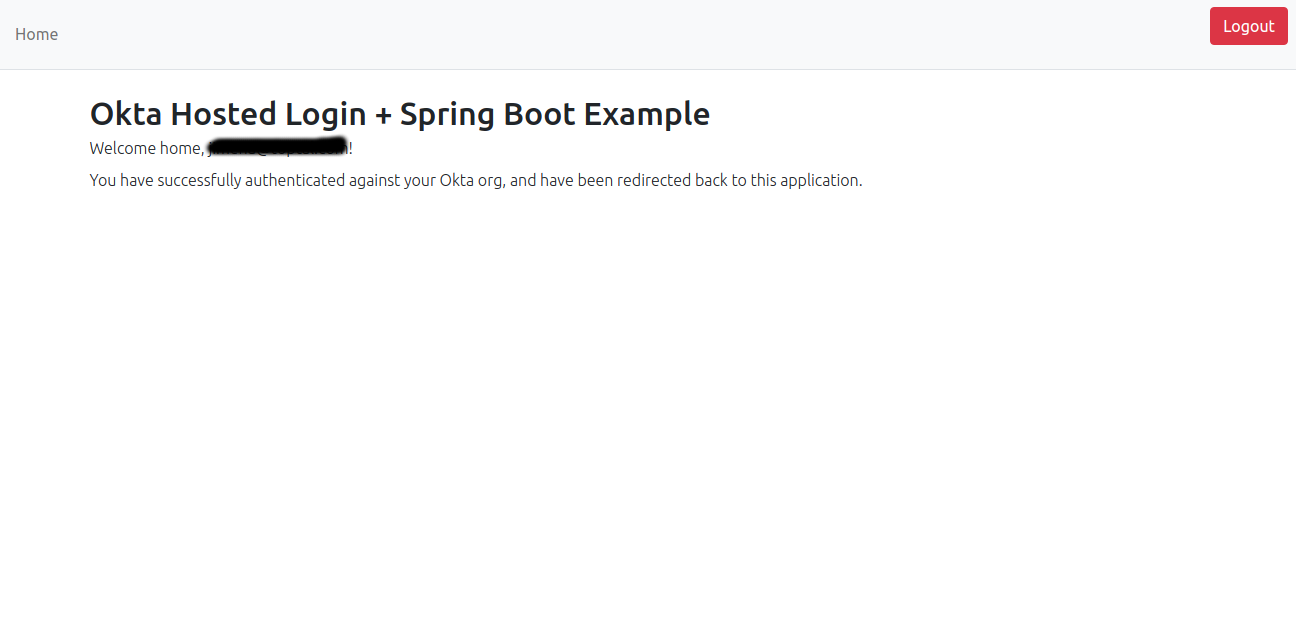 Home
Logout
Okta Hosted Login + Spring Boot Example
Welcome home, !
You have successfully authenticated against your Okta org, and have been redirected back to this application.